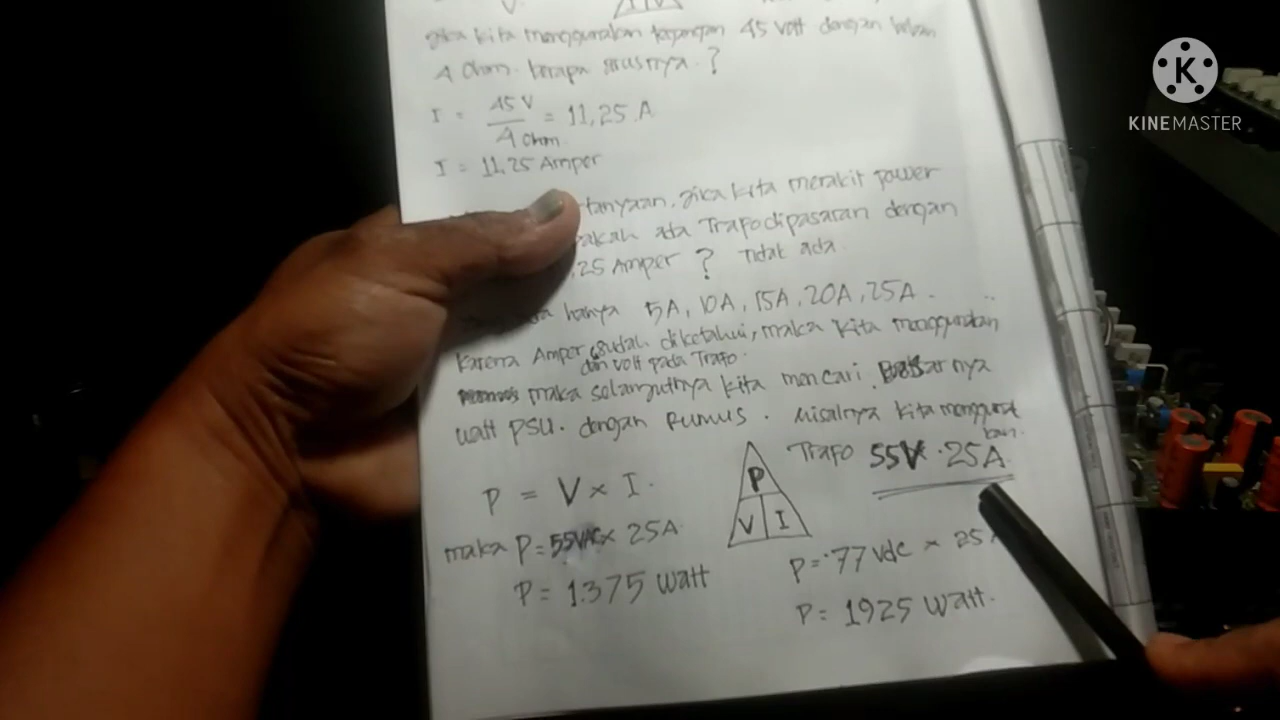 V.
I V
jika kita menggunakan tegangan 45 volt dengan beban
4 Ohm. berapa arusnya.?
I = 45 V / 4 Ohm. = 11,25 A
I = 11,25 Amper
tanyaan, jika kita merakit power
pakah ada Trafo dipasaran dengan
,25 Amper ? Tidak ada.
hanya 5A, 10A, 15A, 20A, 25A.
Karena Amper sudah diketahui, maka kita menggunakan
dan volt pada Trafo.
maka selanjutnya kita mencari Besarnya
watt PSU. dengan Rumus. Misalnya kita menggunakan
Trafo 55V . 25A
P = V x I.
P
V I
maka P = 55VAC x 25A
P = 1.375 watt
P = 77 vdc x 25
P = 1925 watt.
K
KINEMASTER